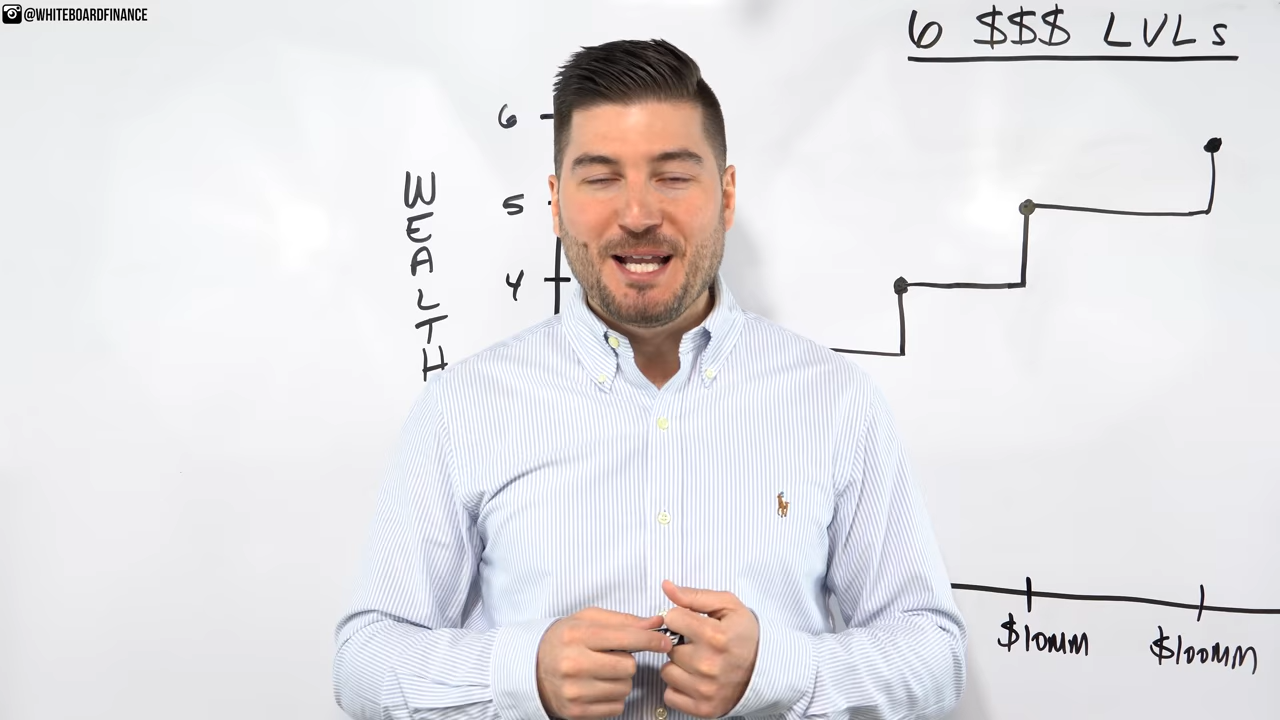 @WHITEBOARDFINANCE
6 $$$ LVLs
6
5
4
WEALTH
$10MM
$100MM